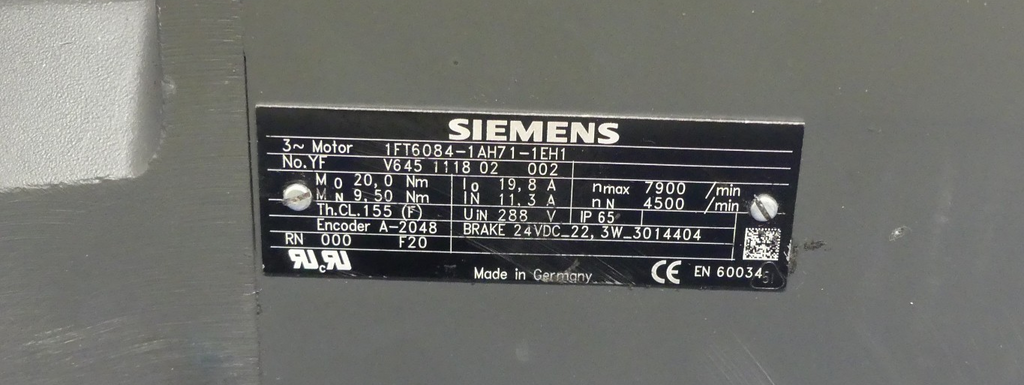 SIEMENS
3~ Motor 1FT6084-1AH71-1EH1
No.YF V645 1118 02 002
M0 20,0 Nm I0 19,8 A nmax 7900 /min
MN 9,50 Nm IN 11,3 A nN 4500 /min
Th.CL.155 (F) UiN 288 V IP 65
Encoder A-2048 BRAKE 24VDC_22,3W_3014404
RN 000 F20
RU c RU
Made in Germany CE EN 60034